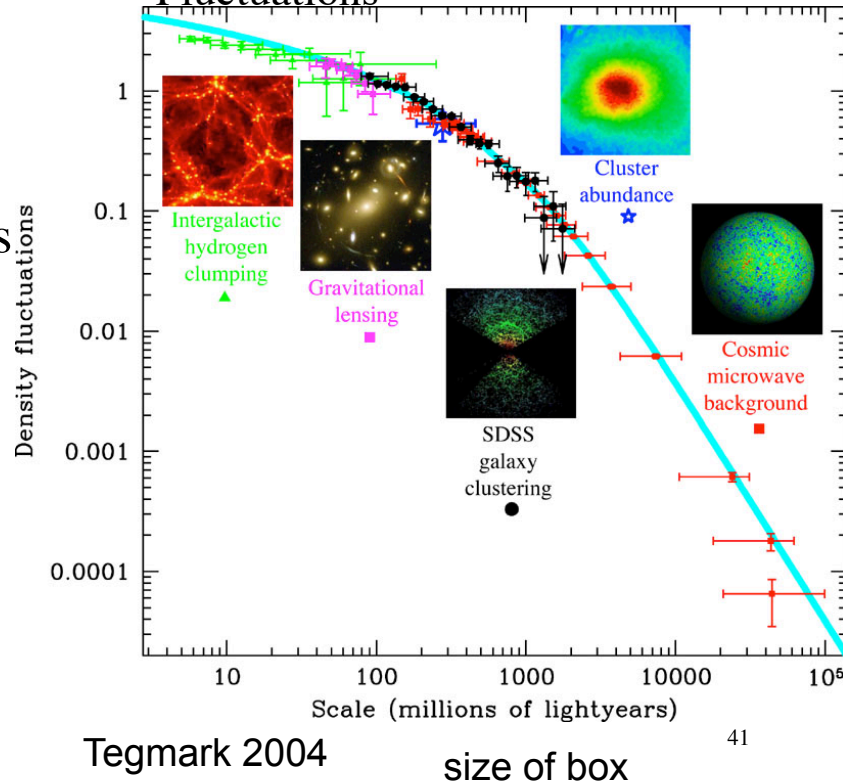 Fluctuations
1
0.1
0.01
0.001
0.0001
Density fluctuations
Intergalactic
hydrogen
clumping
Gravitational
lensing
Cluster
abundance
SDSS
galaxy
clustering
Cosmic
microwave
background
10
100
1000
10000
10⁵
Scale (millions of lightyears)
Tegmark 2004
size of box
41